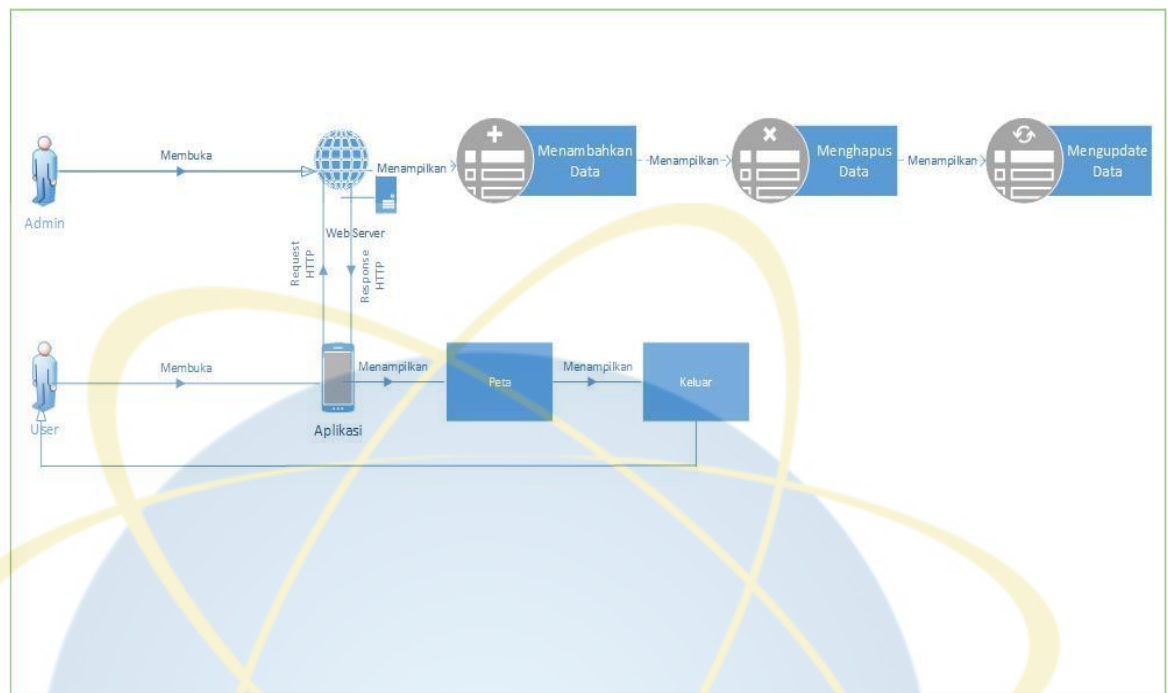 Membuka
Menampilkan
Menambahkan
Data
Menampilkan
Menghapus
Data
Menampilkan
Mengupdate
Data
Admin
Web Server
Request
HTTP
Response
HTTP
Membuka
Menampilkan
Peta
Menampilkan
Keluar
User
Aplikasi